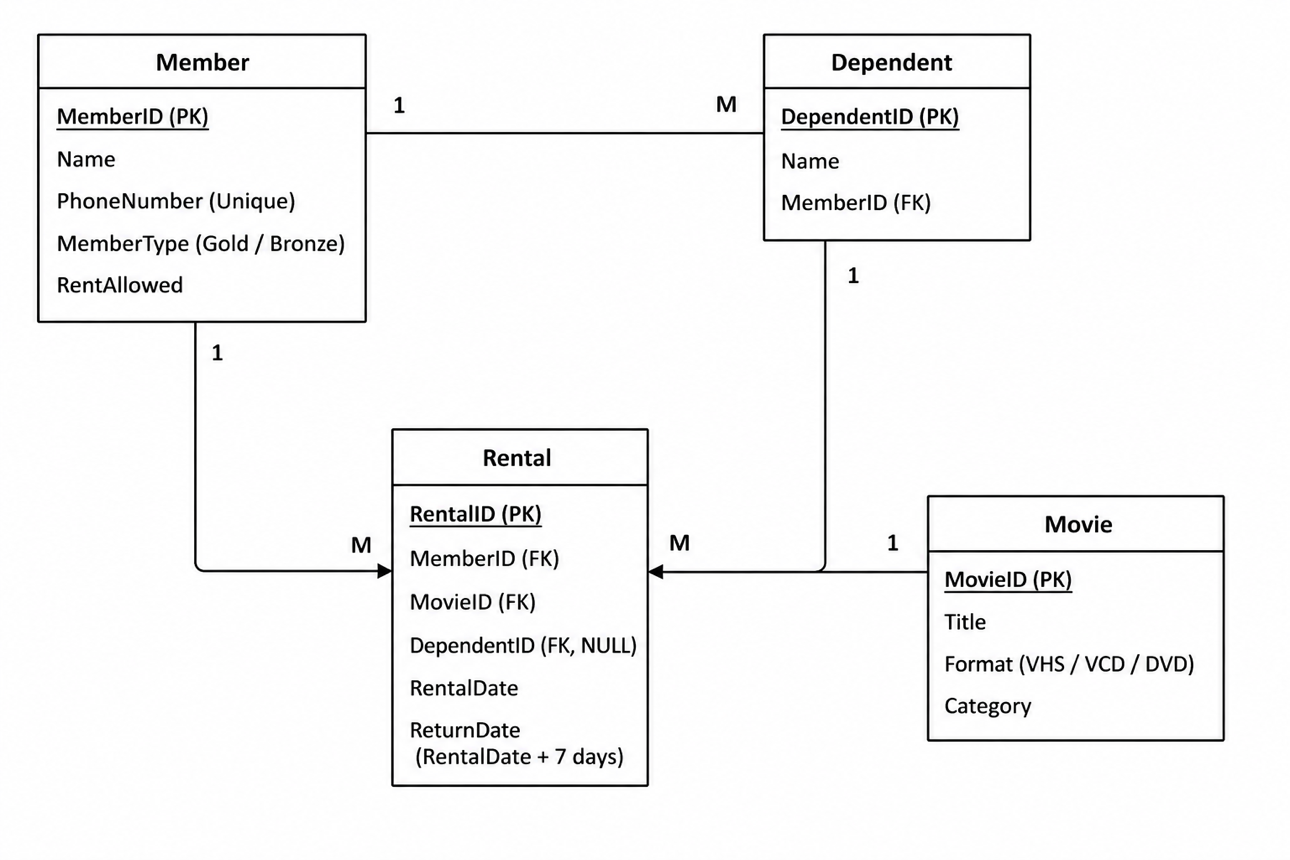 Member
MemberID (PK)
Name
PhoneNumber (Unique)
MemberType (Gold / Bronze)
RentAllowed
1
M
Dependent
DependentID (PK)
Name
MemberID (FK)
1
1
Rental
RentalID (PK)
MemberID (FK)
MovieID (FK)
DependentID (FK, NULL)
RentalDate
ReturnDate
(RentalDate + 7 days)
M
M
1
Movie
MovieID (PK)
Title
Format (VHS / VCD / DVD)
Category